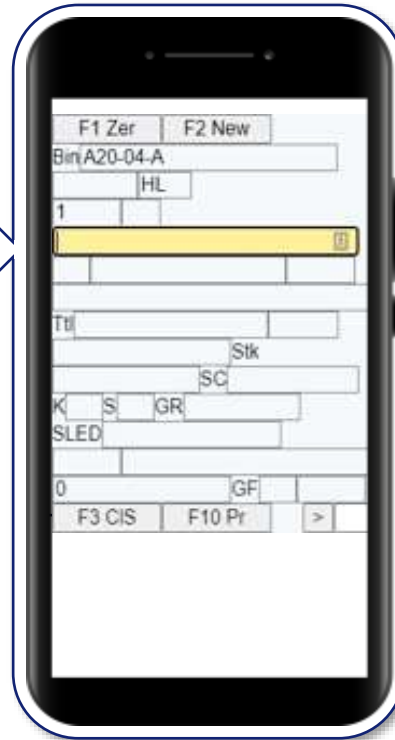 F1 Zer F2 New
Bin A20-04-A
HL
1
Ttl
Stk
SC
K S GR
SLED
0 GF
F3 CIS F10 Pr >